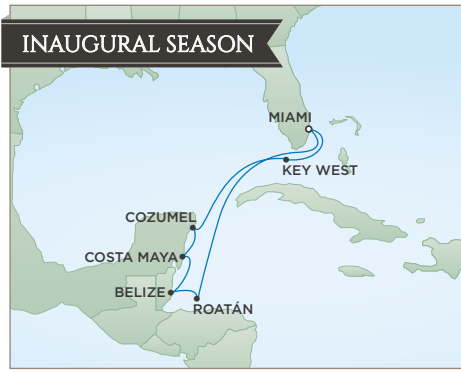 INAUGURAL SEASON
MIAMI
KEY WEST
COZUMEL
COSTA MAYA
BELIZE
ROATÁN